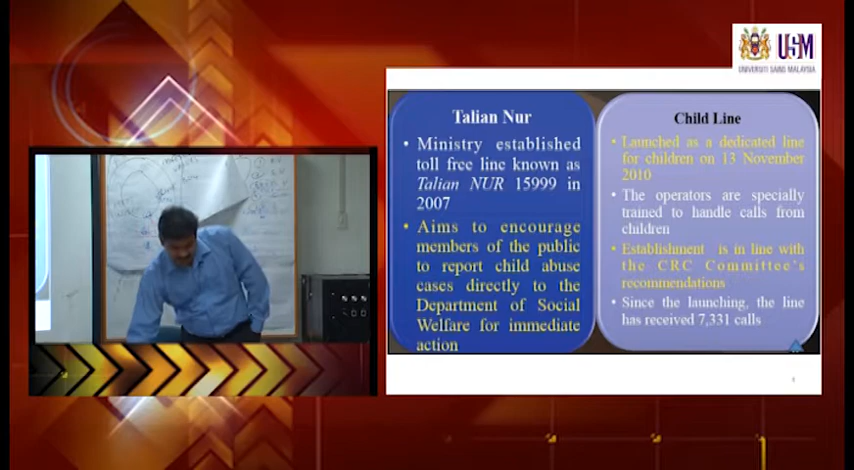 USM
UNIVERSITI SAINS MALAYSIA
Talian Nur
• Ministry established
toll free line known as
Talian NUR 15999 in
2007
• Aims to encourage
members of the public
to report child abuse
cases directly to the
Department of Social
Welfare for immediate
action
Child Line
• Launched as a dedicated line
for children on 13 November
2010
• The operators are specially
trained to handle calls from
children
• Establishment is in line with
the CRC Committee's
recommendations
• Since the launching, the line
has received 7,331 calls